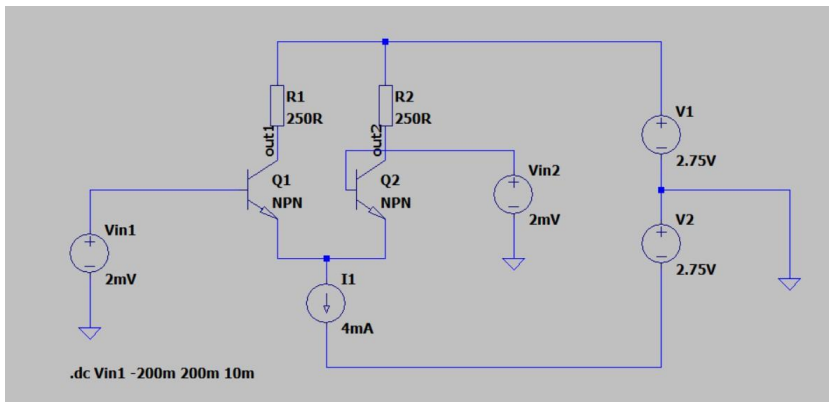 R1
250R
out1
R2
250R
out2
V1
+
−
2.75V
Q1
NPN
Q2
NPN
Vin2
+
−
2mV
Vin1
+
−
2mV
V2
+
−
2.75V
I1
4mA
.dc Vin1 -200m 200m 10m